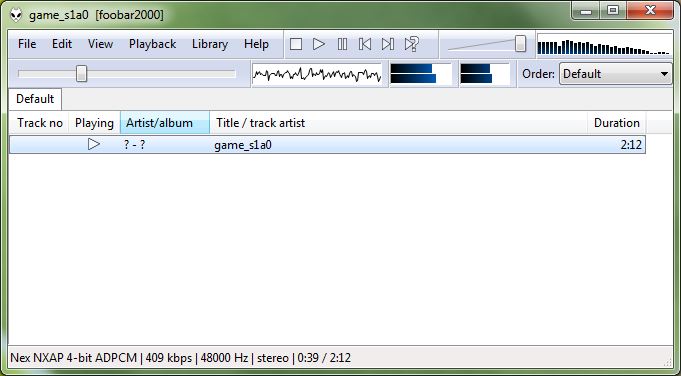 game_s1a0 [foobar2000]
File Edit View Playback Library Help
Order: Default
Default
Track no Playing Artist/album Title / track artist Duration
? - ? game_s1a0 2:12
Nex NXAP 4-bit ADPCM | 409 kbps | 48000 Hz | stereo | 0:39 / 2:12